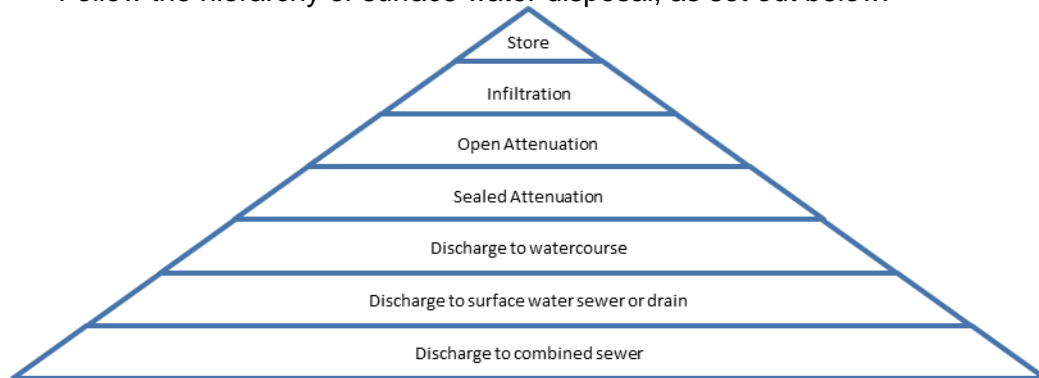 Follow the hierarchy of surface water disposal, as set out below:
Store
Infiltration
Open Attenuation
Sealed Attenuation
Discharge to watercourse
Discharge to surface water sewer or drain
Discharge to combined sewer